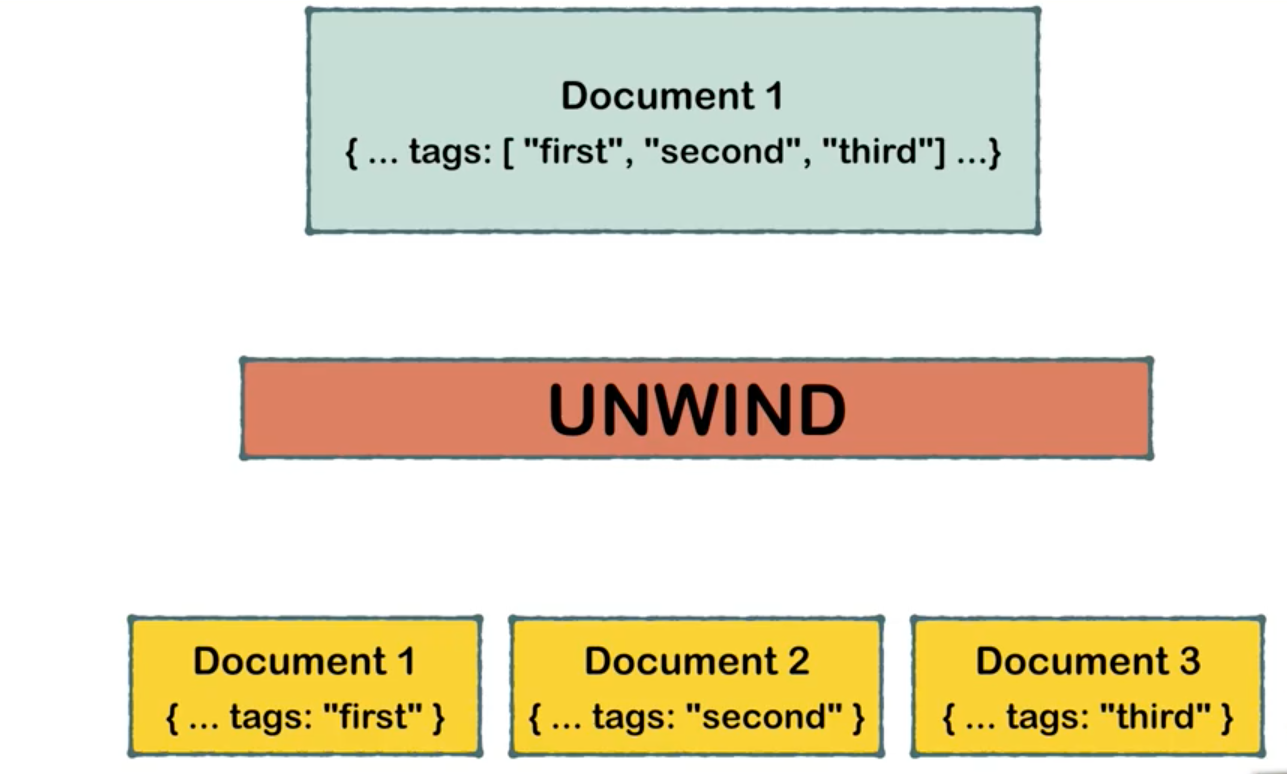 Document 1
{ ... tags: [ "first", "second", "third"] ...}
UNWIND
Document 1
{ ... tags: "first" }
Document 2
{ ... tags: "second" }
Document 3
{ ... tags: "third" }